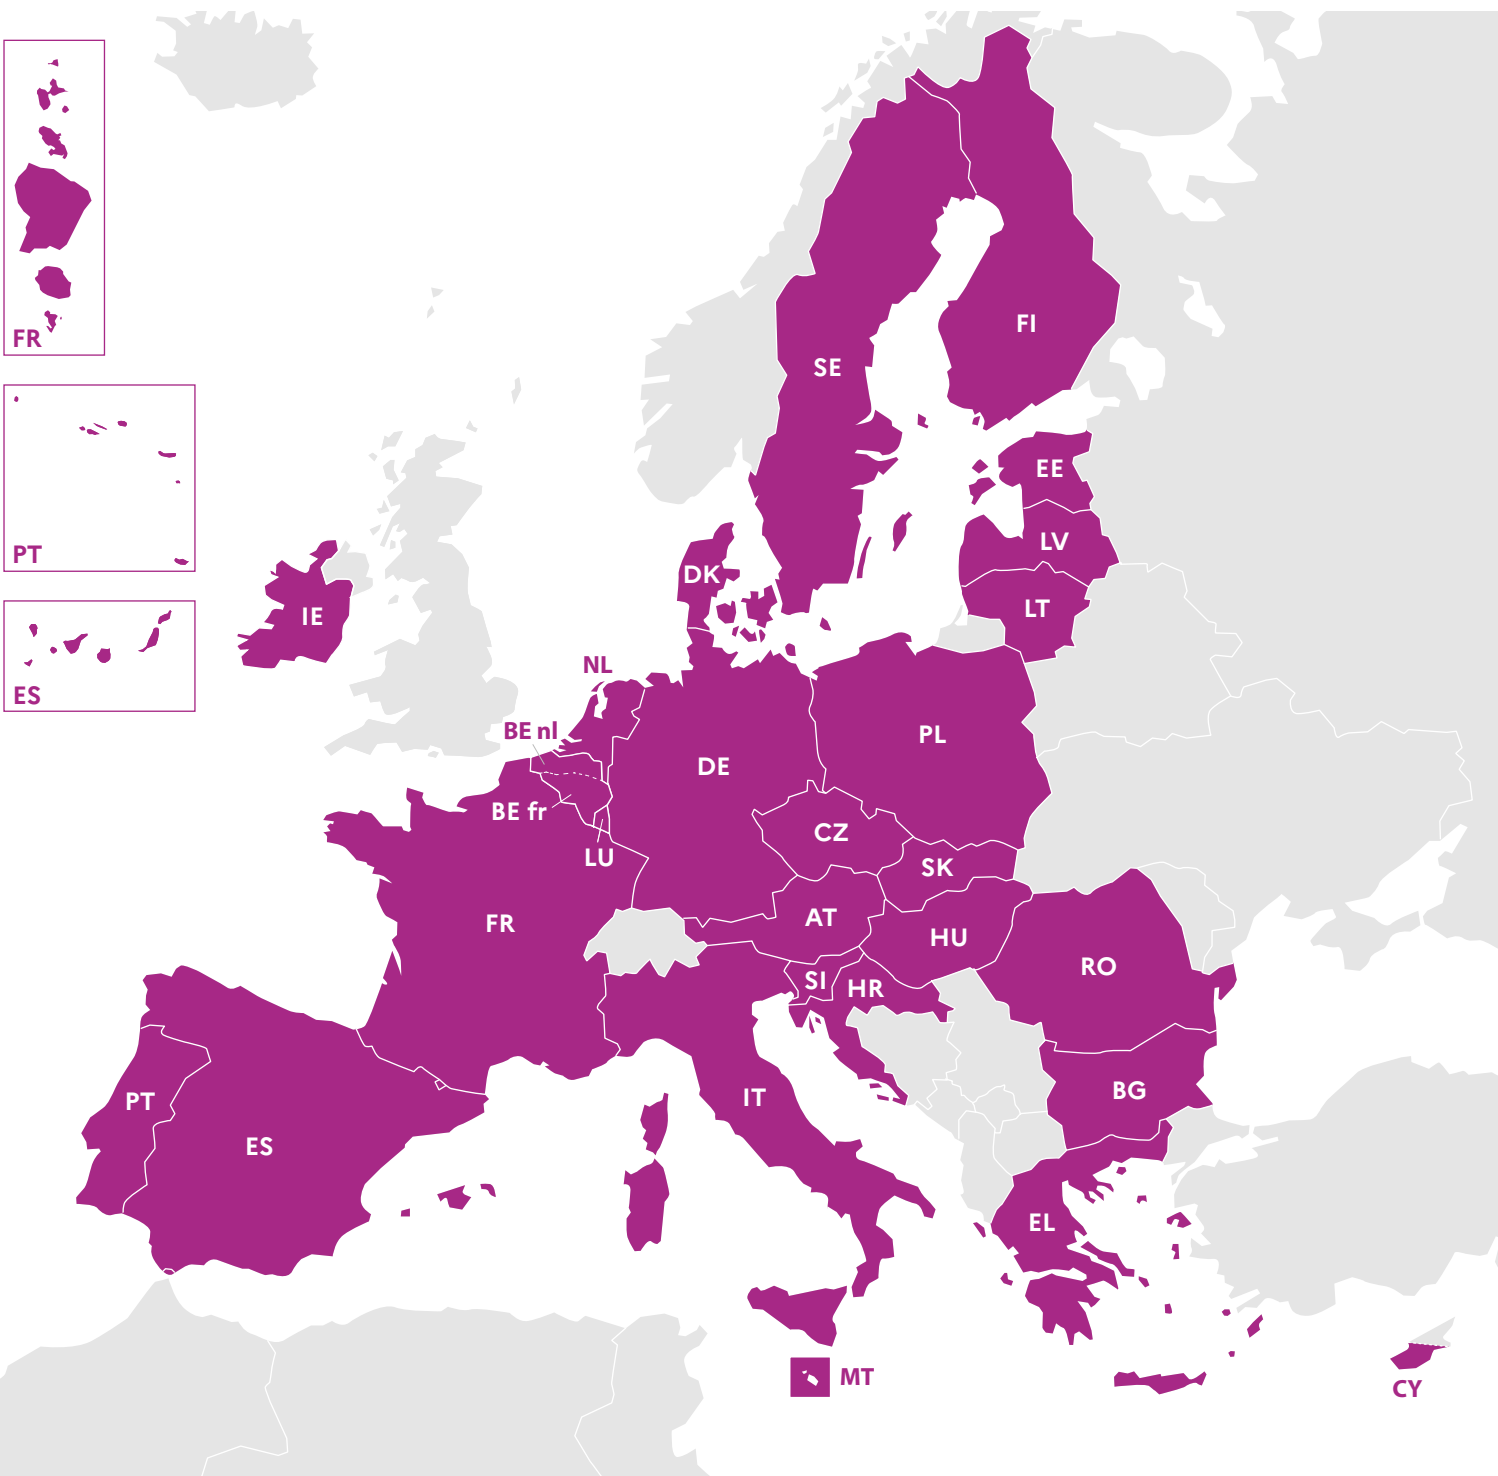 FR
PT
ES
FI
SE
EE
LV
DK
LT
IE
NL
BE nl
PL
DE
BE fr
CZ
LU
SK
AT
FR
HU
RO
SI
HR
BG
IT
PT
ES
EL
MT
CY